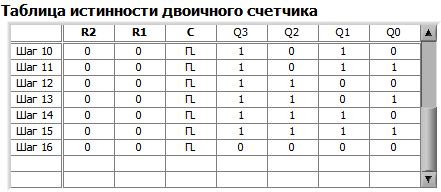 Таблица истинности двоичного счетчика
R2 R1 C Q3 Q2 Q1 Q0
Шаг 10 0 0 ⎍ 1 0 1 0
Шаг 11 0 0 ⎍ 1 0 1 1
Шаг 12 0 0 ⎍ 1 1 0 0
Шаг 13 0 0 ⎍ 1 1 0 1
Шаг 14 0 0 ⎍ 1 1 1 0
Шаг 15 0 0 ⎍ 1 1 1 1
Шаг 16 0 0 ⎍ 0 0 0 0